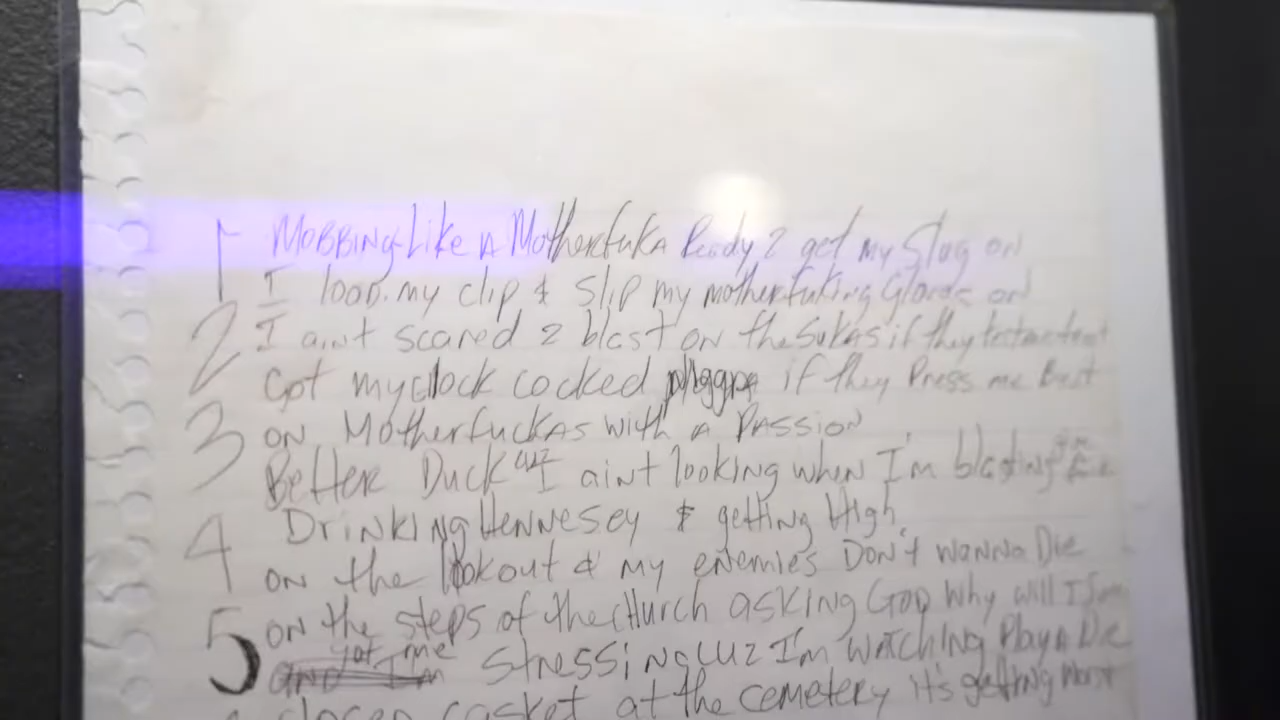 1 MOBBING Like A Motherfuka Ready 2 get my Slug on
I load my clip & Slip my motherfuking Glove on
2 I aint scared 2 blast on the Sukas if they
Got my glock cocked if they Press me Best
3 ON MotherfuckAs with A PASSION
Better Duck cuz I aint looking when I'm blasting
4 DrinkiNg Hennesey & getting High
on the lookout & my enemies Don't wanna Die
5 on the steps of the CHurch asking God Why will I
got me stressing cuz I'm WATCHING Playa Die
closed casket at the cemetery it's getting